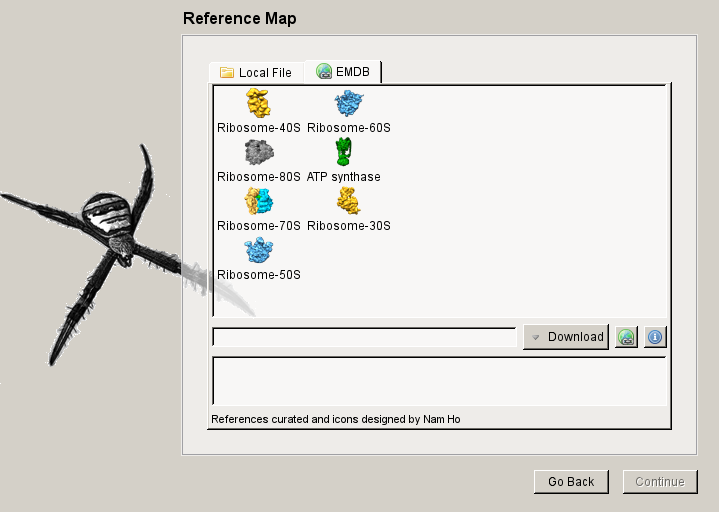 Reference Map
Local File
EMDB
Ribosome-40S Ribosome-60S
Ribosome-80S ATP synthase
Ribosome-70S Ribosome-30S
Ribosome-50S
Download
References curated and icons designed by Nam Ho
Go Back Continue